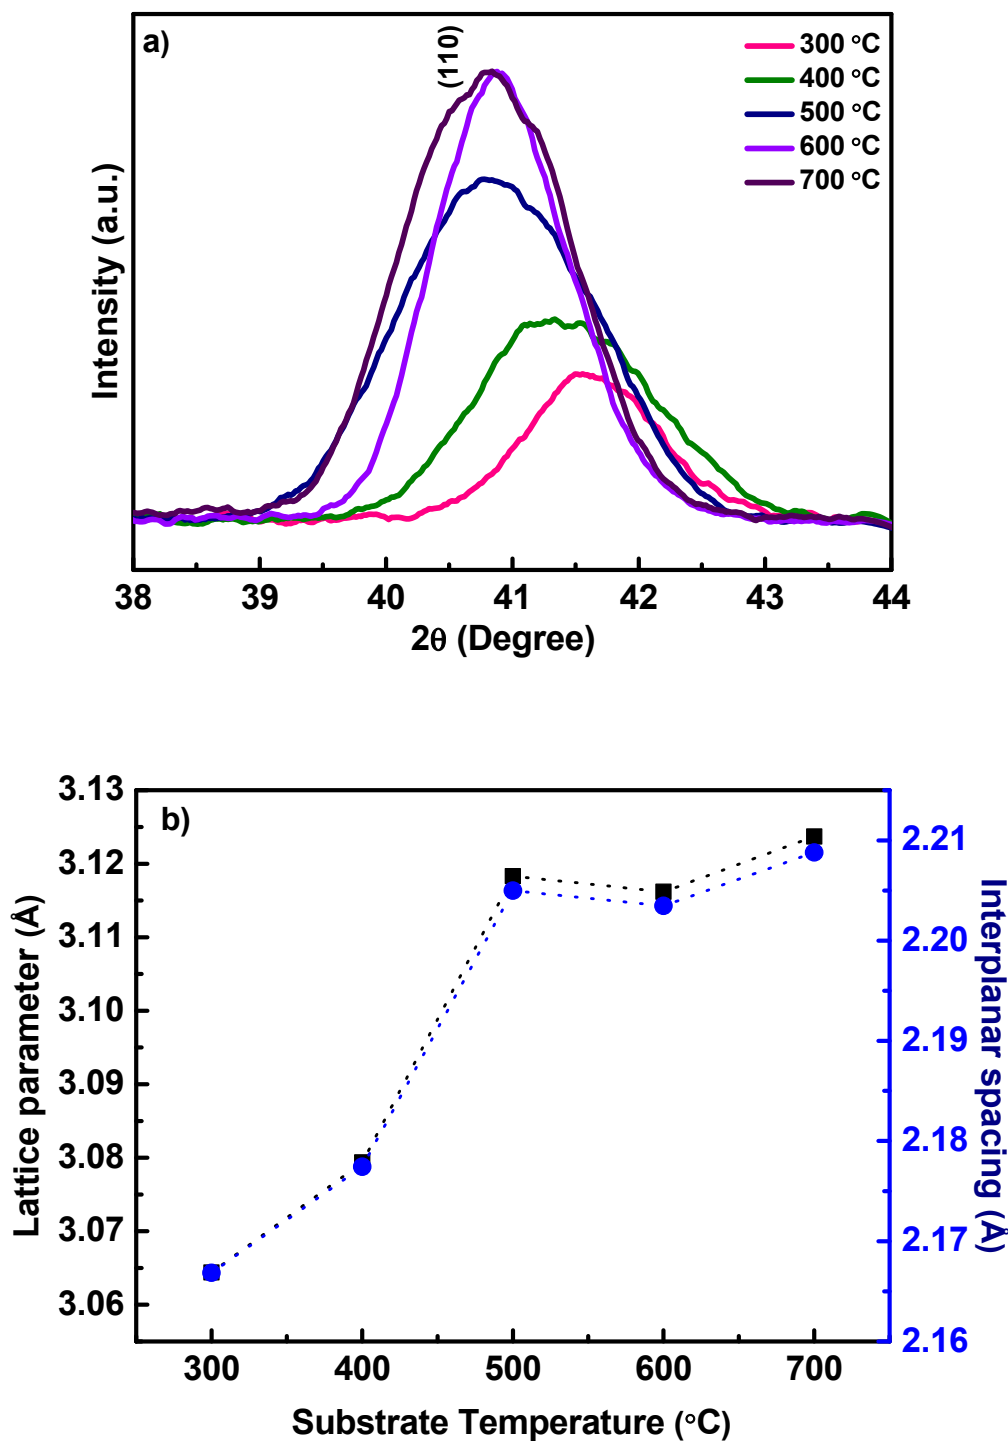 a)
(110)
300 °C
400 °C
500 °C
600 °C
700 °C
Intensity (a.u.)
38 39 40 41 42 43 44
2θ (Degree)
b)
3.13
3.12
3.11
3.10
3.09
3.08
3.07
3.06
Lattice parameter (Å)
2.21
2.20
2.19
2.18
2.17
2.16
Interplanar spacing (Å)
300 400 500 600 700
Substrate Temperature (°C)